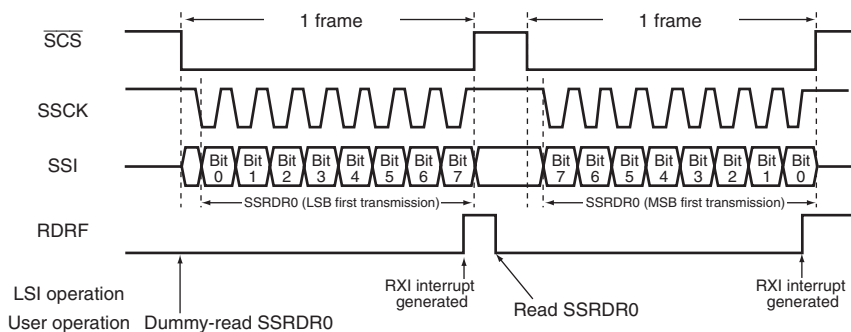 1 frame 1 frame
SCS
SSCK
SSI Bit 0 Bit 1 Bit 2 Bit 3 Bit 4 Bit 5 Bit 6 Bit 7 Bit 7 Bit 6 Bit 5 Bit 4 Bit 3 Bit 2 Bit 1 Bit 0
SSRDR0 (LSB first transmission) SSRDR0 (MSB first transmission)
RDRF
LSI operation RXI interrupt generated RXI interrupt generated
User operation Dummy-read SSRDR0 Read SSRDR0